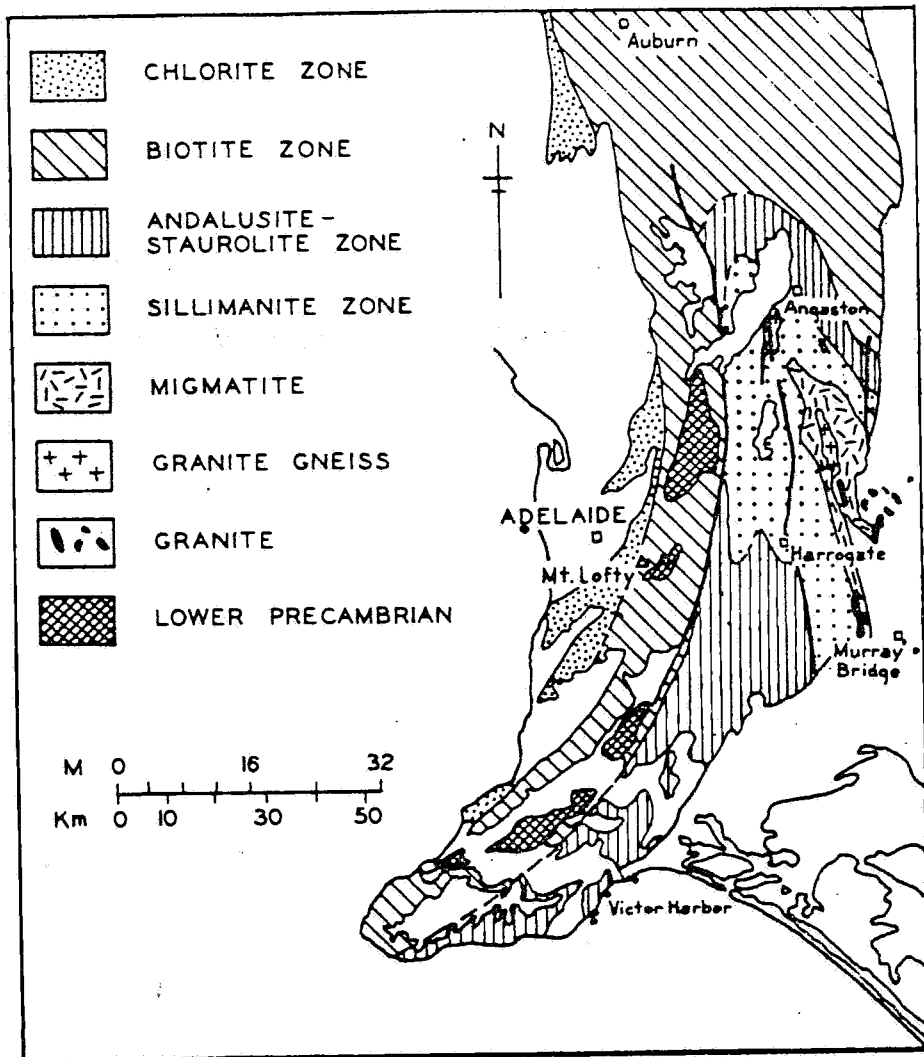 CHLORITE ZONE
BIOTITE ZONE
ANDALUSITE-
STAUROLITE ZONE
SILLIMANITE ZONE
MIGMATITE
GRANITE GNEISS
GRANITE
LOWER PRECAMBRIAN
M 0 16 32
Km 0 10 30 50
N
Auburn
Angaston
ADELAIDE
Mt. Lofty
Harrogate
Murray
Bridge
Victor Harbor